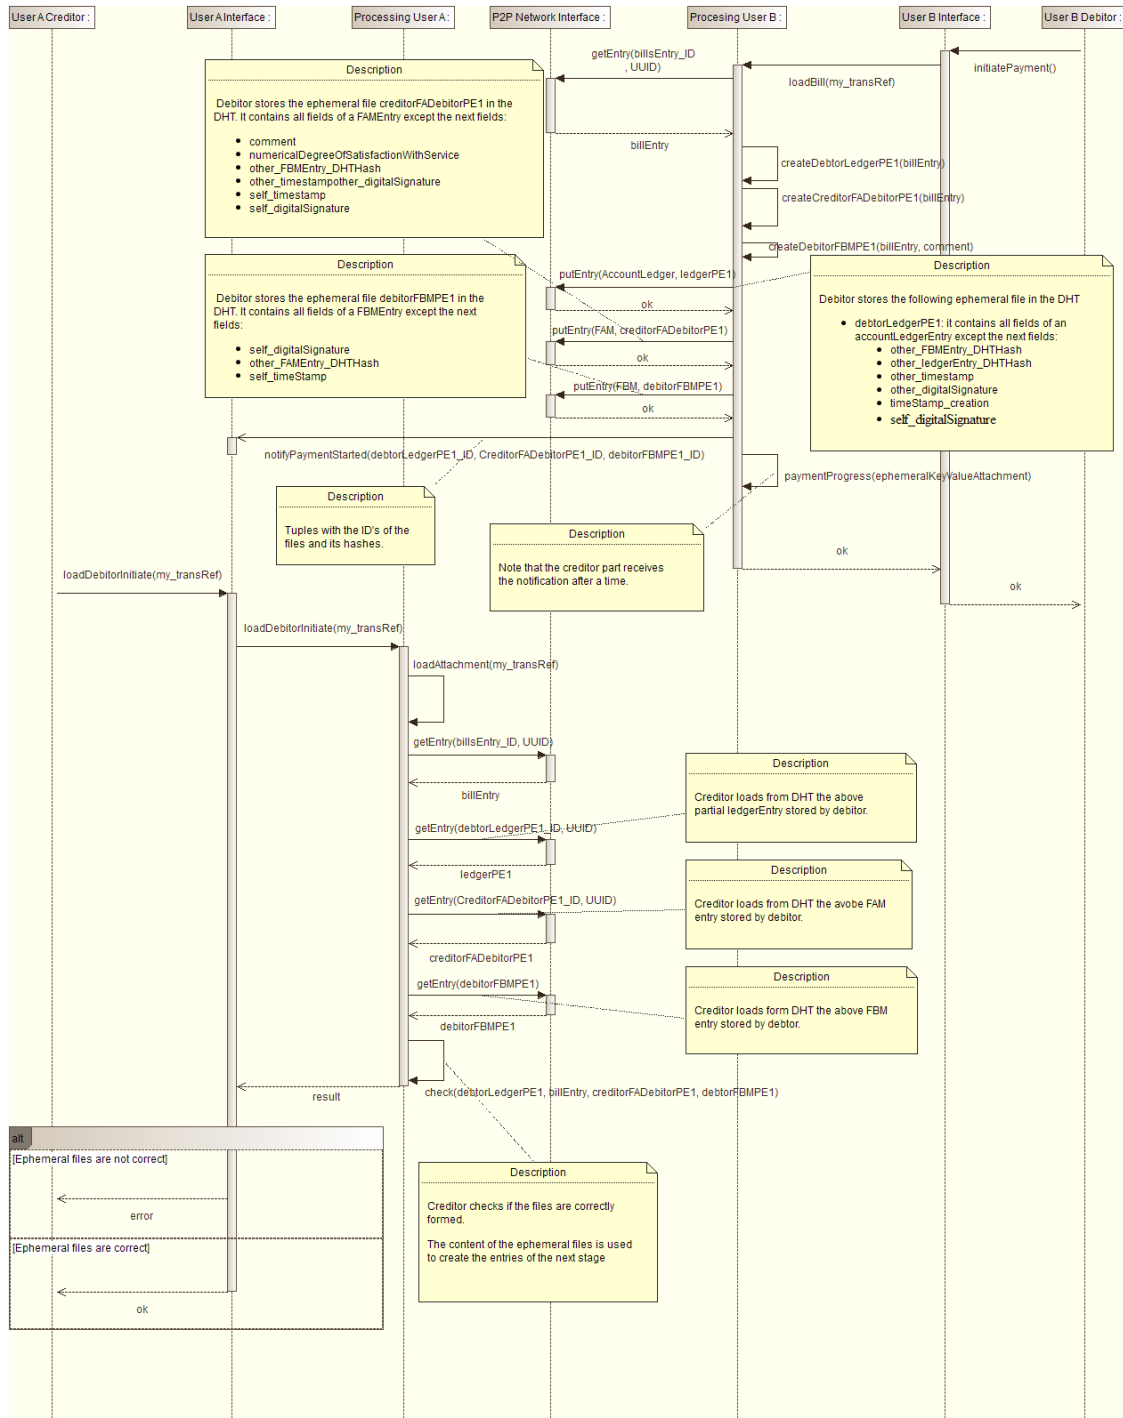 User A Creditor :
User A Interface :
Processing User A :
P2P Network Interface :
Procesing User B :
User B Interface :
User B Debitor :
initiatePayment()
loadBill(my_transRef)
getEntry(billsEntry_ID
, UUID)
billEntry
Description
Debitor stores the ephemeral file creditorFADebitorPE1 in the
DHT. It contains all fields of a FAMEntry except the next fields:
• comment
• numericalDegreeOfSatisfactionWithService
• other_FBMEntry_DHTHash
• other_timestampother_digitalSignature
• self_timestamp
• self_digitalSignature
createDebtorLedgerPE1(billEntry)
createCreditorFADebitorPE1(billEntry)
createDebitorFBMPE1(billEntry, comment)
Description
Debitor stores the ephemeral file debitorFBMPE1 in the
DHT. It contains all fields of a FBMEntry except the next
fields:
• self_digitalSignature
• other_FAMEntry_DHTHash
• self_timeStamp
putEntry(AccountLedger, ledgerPE1)
ok
putEntry(FAM, creditorFADebitorPE1)
ok
putEntry(FBM, debitorFBMPE1)
ok
Description
Debitor stores the following ephemeral file in the DHT
• debtorLedgerPE1: it contains all fields of an
accountLedgerEntry except the next fields:
• other_FBMEntry_DHTHash
• other_ledgerEntry_DHTHash
• other_timestamp
• other_digitalSignature
• timeStamp_creation
• self_digitalSignature
notifyPaymentStarted(debtorLedgerPE1_ID, CreditorFADebitorPE1_ID, debitorFBMPE1_ID)
paymentProgress(ephemeralKeyValueAttachment)
Description
Tuples with the ID's of the
files and its hashes.
Description
Note that the creditor part receives
the notification after a time.
ok
ok
loadDebitorInitiate(my_transRef)
loadDebitorInitiate(my_transRef)
loadAttachment(my_transRef)
getEntry(billsEntry_ID, UUID)
billEntry
Description
Creditor loads from DHT the above
partial ledgerEntry stored by debitor.
getEntry(debtorLedgerPE1_ID, UUID)
ledgerPE1
Description
Creditor loads from DHT the avobe FAM
entry stored by debitor.
getEntry(CreditorFADebitorPE1_ID, UUID)
creditorFADebitorPE1
Description
Creditor loads form DHT the above FBM
entry stored by debtor.
getEntry(debitorFBMPE1)
debitorFBMPE1
check(debtorLedgerPE1, billEntry, creditorFADebitorPE1, debtorFBMPE1)
result
alt
[Ephemeral files are not correct]
error
[Ephemeral files are correct]
ok
Description
Creditor checks if the files are correctly
formed.
The content of the ephemeral files is used
to create the entries of the next stage